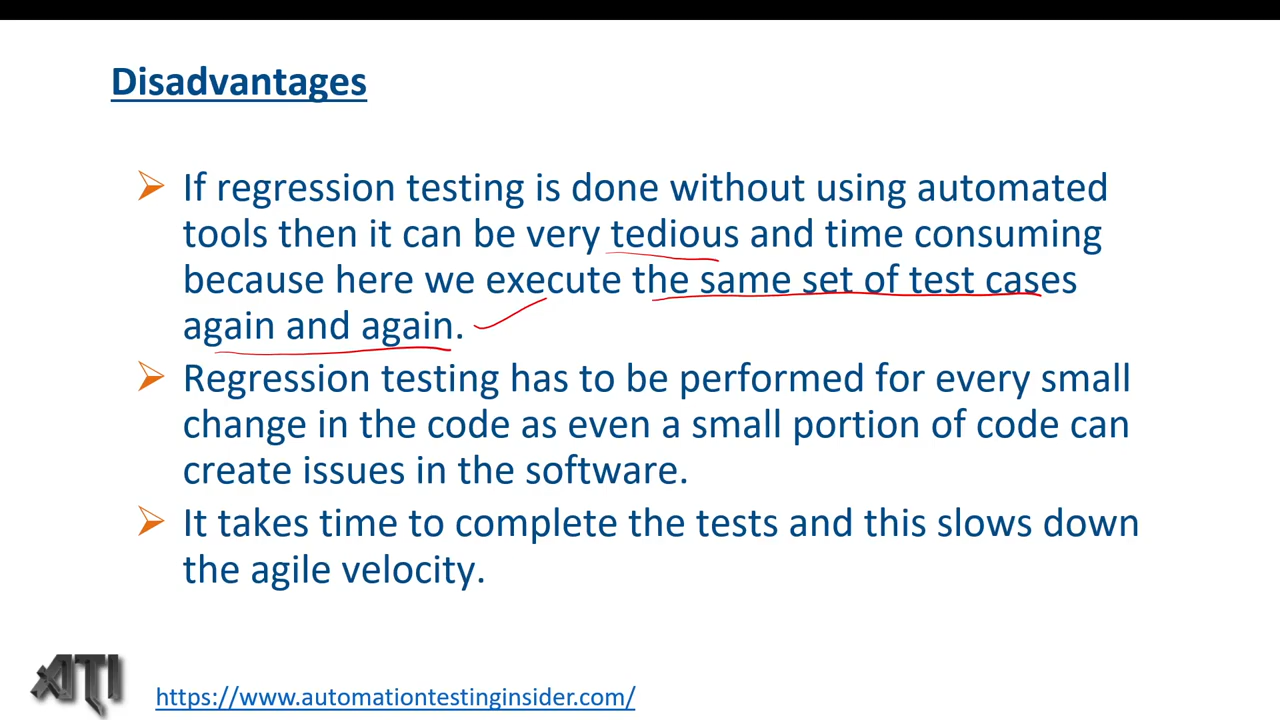 Disadvantages
If regression testing is done without using automated
tools then it can be very tedious and time consuming
because here we execute the same set of test cases
again and again.
Regression testing has to be performed for every small
change in the code as even a small portion of code can
create issues in the software.
It takes time to complete the tests and this slows down
the agile velocity.
ATI
https://www.automationtestinginsider.com/